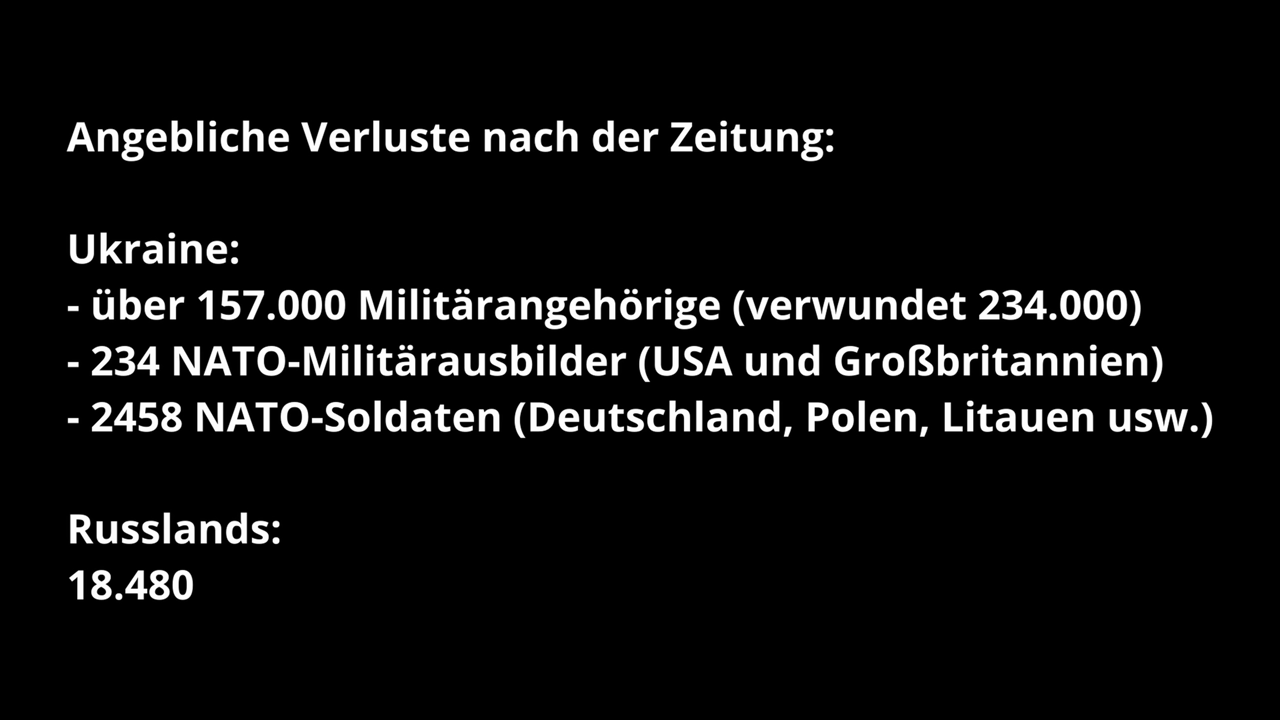 Angebliche Verluste nach der Zeitung:
Ukraine:
- über 157.000 Militärangehörige (verwundet 234.000)
- 234 NATO-Militärausbilder (USA und Großbritannien)
- 2458 NATO-Soldaten (Deutschland, Polen, Litauen usw.)
Russlands:
18.480